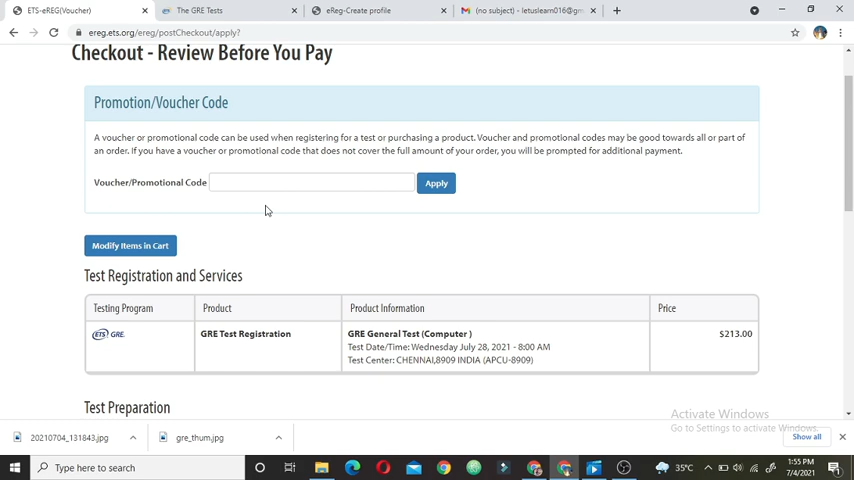 ETS-eREG(Voucher)
The GRE Tests
eReg-Create profile
(no subject) - letuslearn016@gm
ereg.ets.org/ereg/postCheckout/apply?
Checkout - Review Before You Pay
Promotion/Voucher Code
A voucher or promotional code can be used when registering for a test or purchasing a product. Voucher and promotional codes may be good towards all or part of
an order. If you have a voucher or promotional code that does not cover the full amount of your order, you will be prompted for additional payment.
Voucher/Promotional Code
Apply
Modify Items in Cart
Test Registration and Services
Testing Program Product Product Information Price
ETS GRE. GRE Test Registration GRE General Test (Computer ) $213.00
Test Date/Time: Wednesday July 28, 2021 - 8:00 AM
Test Center: CHENNAI,8909 INDIA (APCU-8909)
Test Preparation
Activate Windows
Go to Settings to activate Windows.
20210704_131843.jpg
gre_thum.jpg
Show all
Type here to search
35°C
1:55 PM
7/4/2021